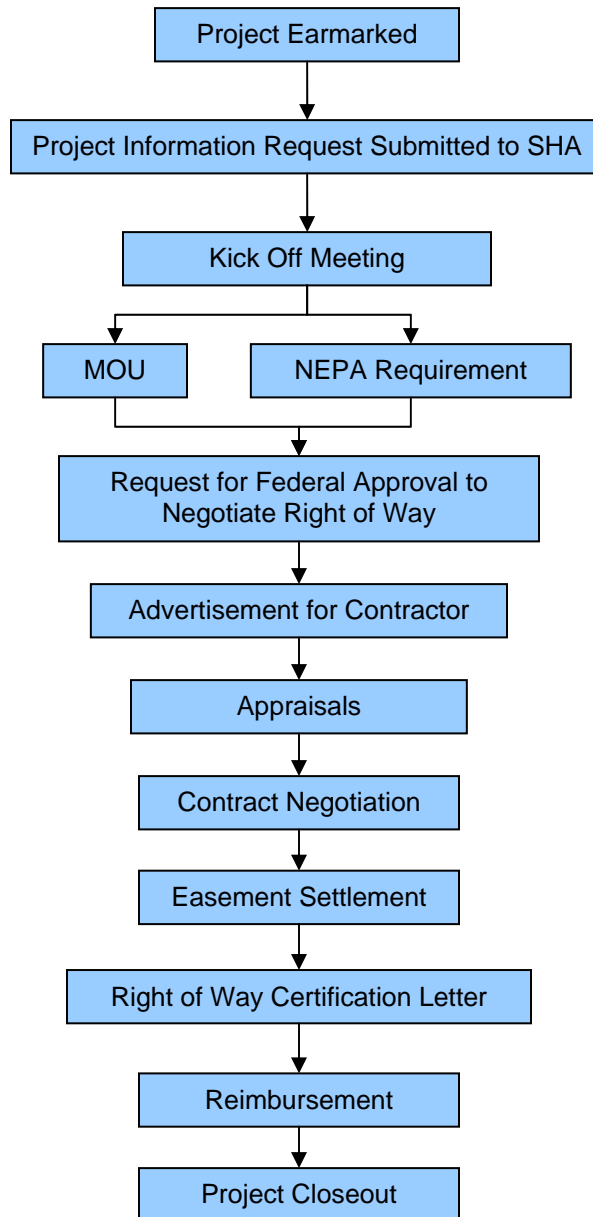 Project Earmarked
Project Information Request Submitted to SHA
Kick Off Meeting
MOU
NEPA Requirement
Request for Federal Approval to
Negotiate Right of Way
Advertisement for Contractor
Appraisals
Contract Negotiation
Easement Settlement
Right of Way Certification Letter
Reimbursement
Project Closeout